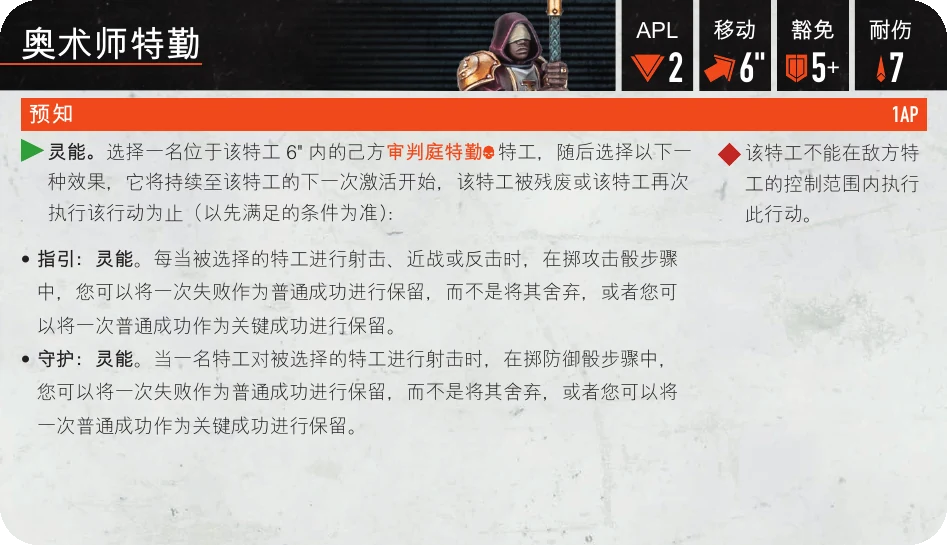 奥术师特勤
APL 移动 豁免 耐伤
2 6" 5+ 7
预知 1AP
灵能。选择一名位于该特工 6" 内的己方审判庭特勤特工，随后选择以下一
种效果，它将持续至该特工的下一次激活开始，该特工被残废或该特工再次
执行该行动为止（以先满足的条件为准）：
• 指引：灵能。每当被选择的特工进行射击、近战或反击时，在掷攻击骰步骤
中，您可以将一次失败作为普通成功进行保留，而不是将其舍弃，或者您可
以将一次普通成功作为关键成功进行保留。
• 守护：灵能。当一名特工对被选择的特工进行射击时，在掷防御骰步骤中，
您可以将一次失败作为普通成功进行保留，而不是将其舍弃，或者您可以将
一次普通成功作为关键成功进行保留。
该特工不能在敌方特
工的控制范围内执行
此行动。